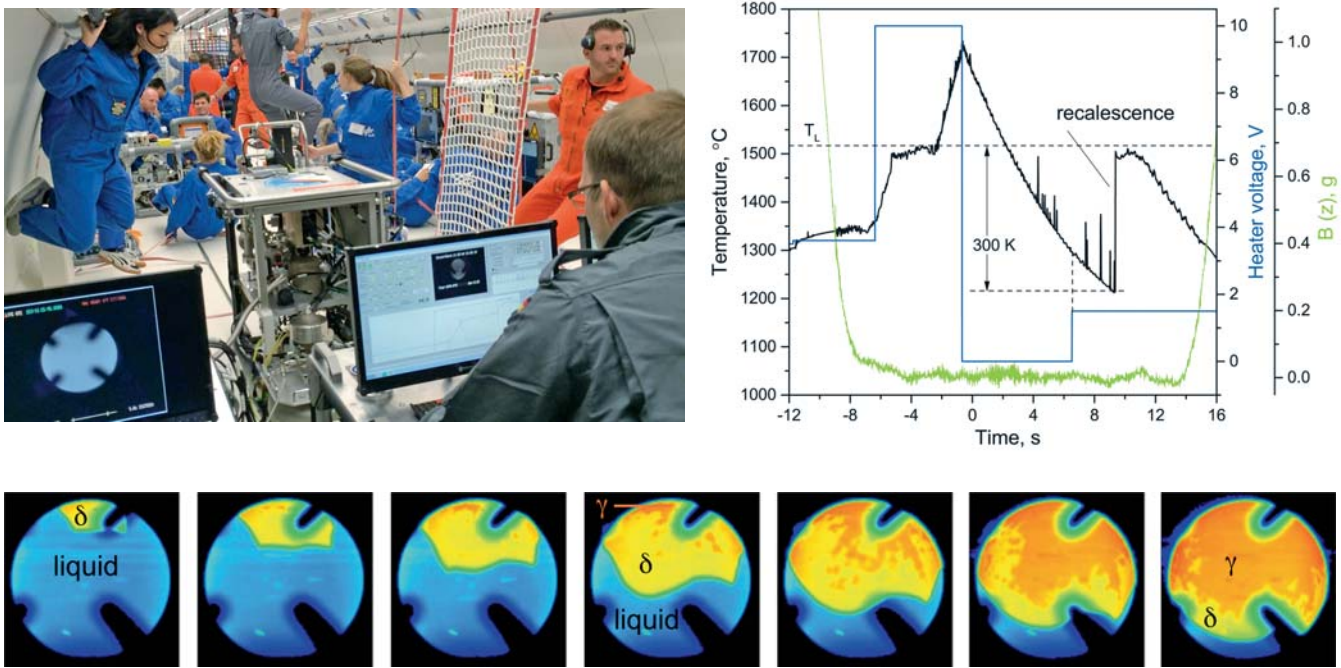 1800
1700
1600
1500
1400
1300
1200
1100
1000
Temperature, °C
T_L
300 K
recalescence
-12 -8 -4 0 4 8 12 16
Time, s
10
8
6
4
2
0
Heater voltage, V
1.0
0.8
0.6
0.4
0.2
0.0
B (z), g
δ
liquid
γ
δ
liquid
γ
δ